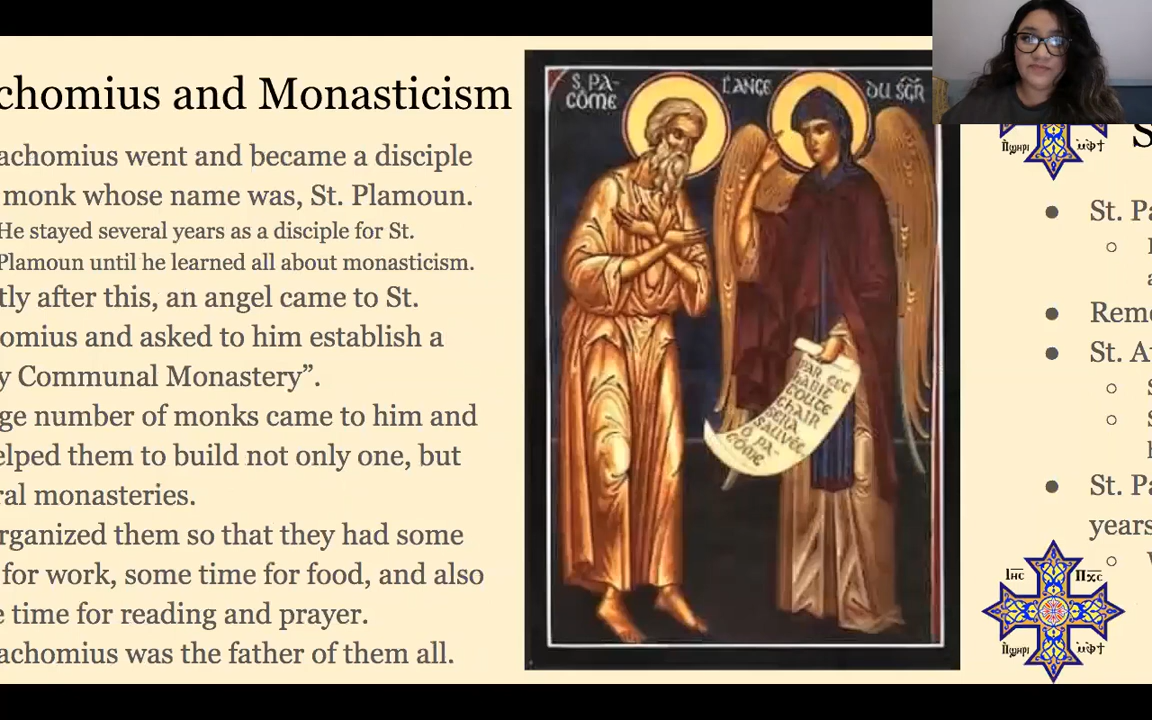 chomius and Monasticism
achomius went and became a disciple
monk whose name was, St. Plamoun.
He stayed several years as a disciple for St.
Plamoun until he learned all about monasticism.
tly after this, an angel came to St.
omius and asked to him establish a
y Communal Monastery”.
ge number of monks came to him and
elped them to build not only one, but
ral monasteries.
rganized them so that they had some
for work, some time for food, and also
e time for reading and prayer.
achomius was the father of them all.
S. PA-
CÔME
L'ANGE
DU SGR
PAR CET
HABIT
TOUTE
CHAIR
SERA
SAUVÉE,
Ô PA-
CÔME
S
St. Pa
Reme
St. A
S
S
St. Pa
years
Ιης
Πχς